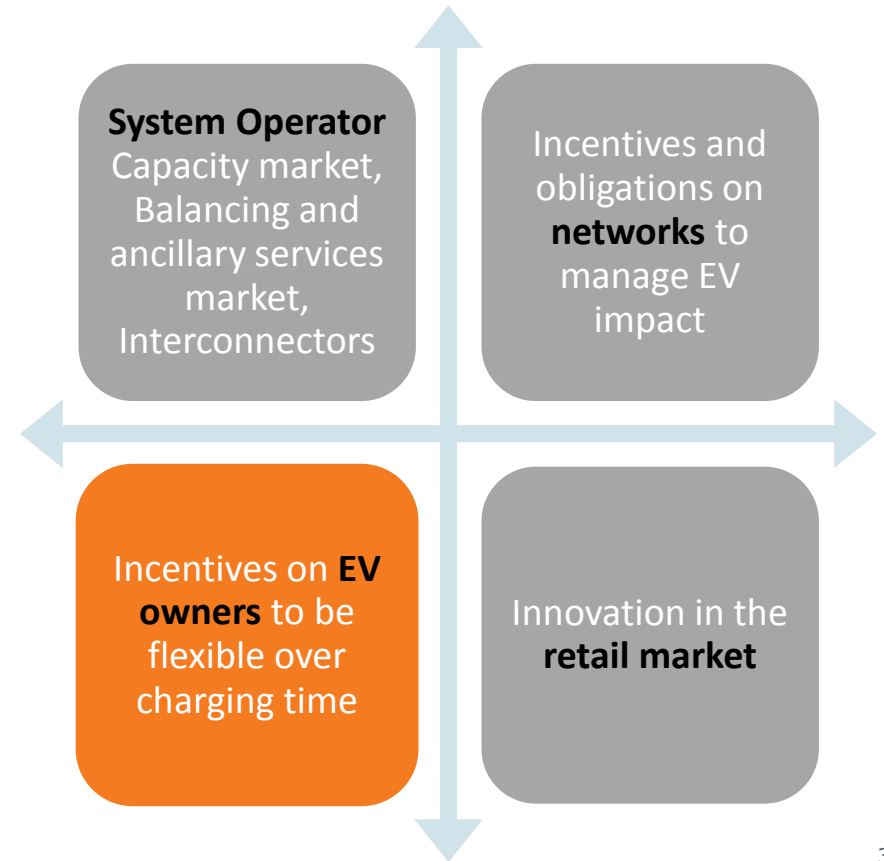 System Operator
Capacity market,
Balancing and
ancillary services
market,
Interconnectors
Incentives and
obligations on
networks to
manage EV
impact
Incentives on EV
owners to be
flexible over
charging time
Innovation in the
retail market